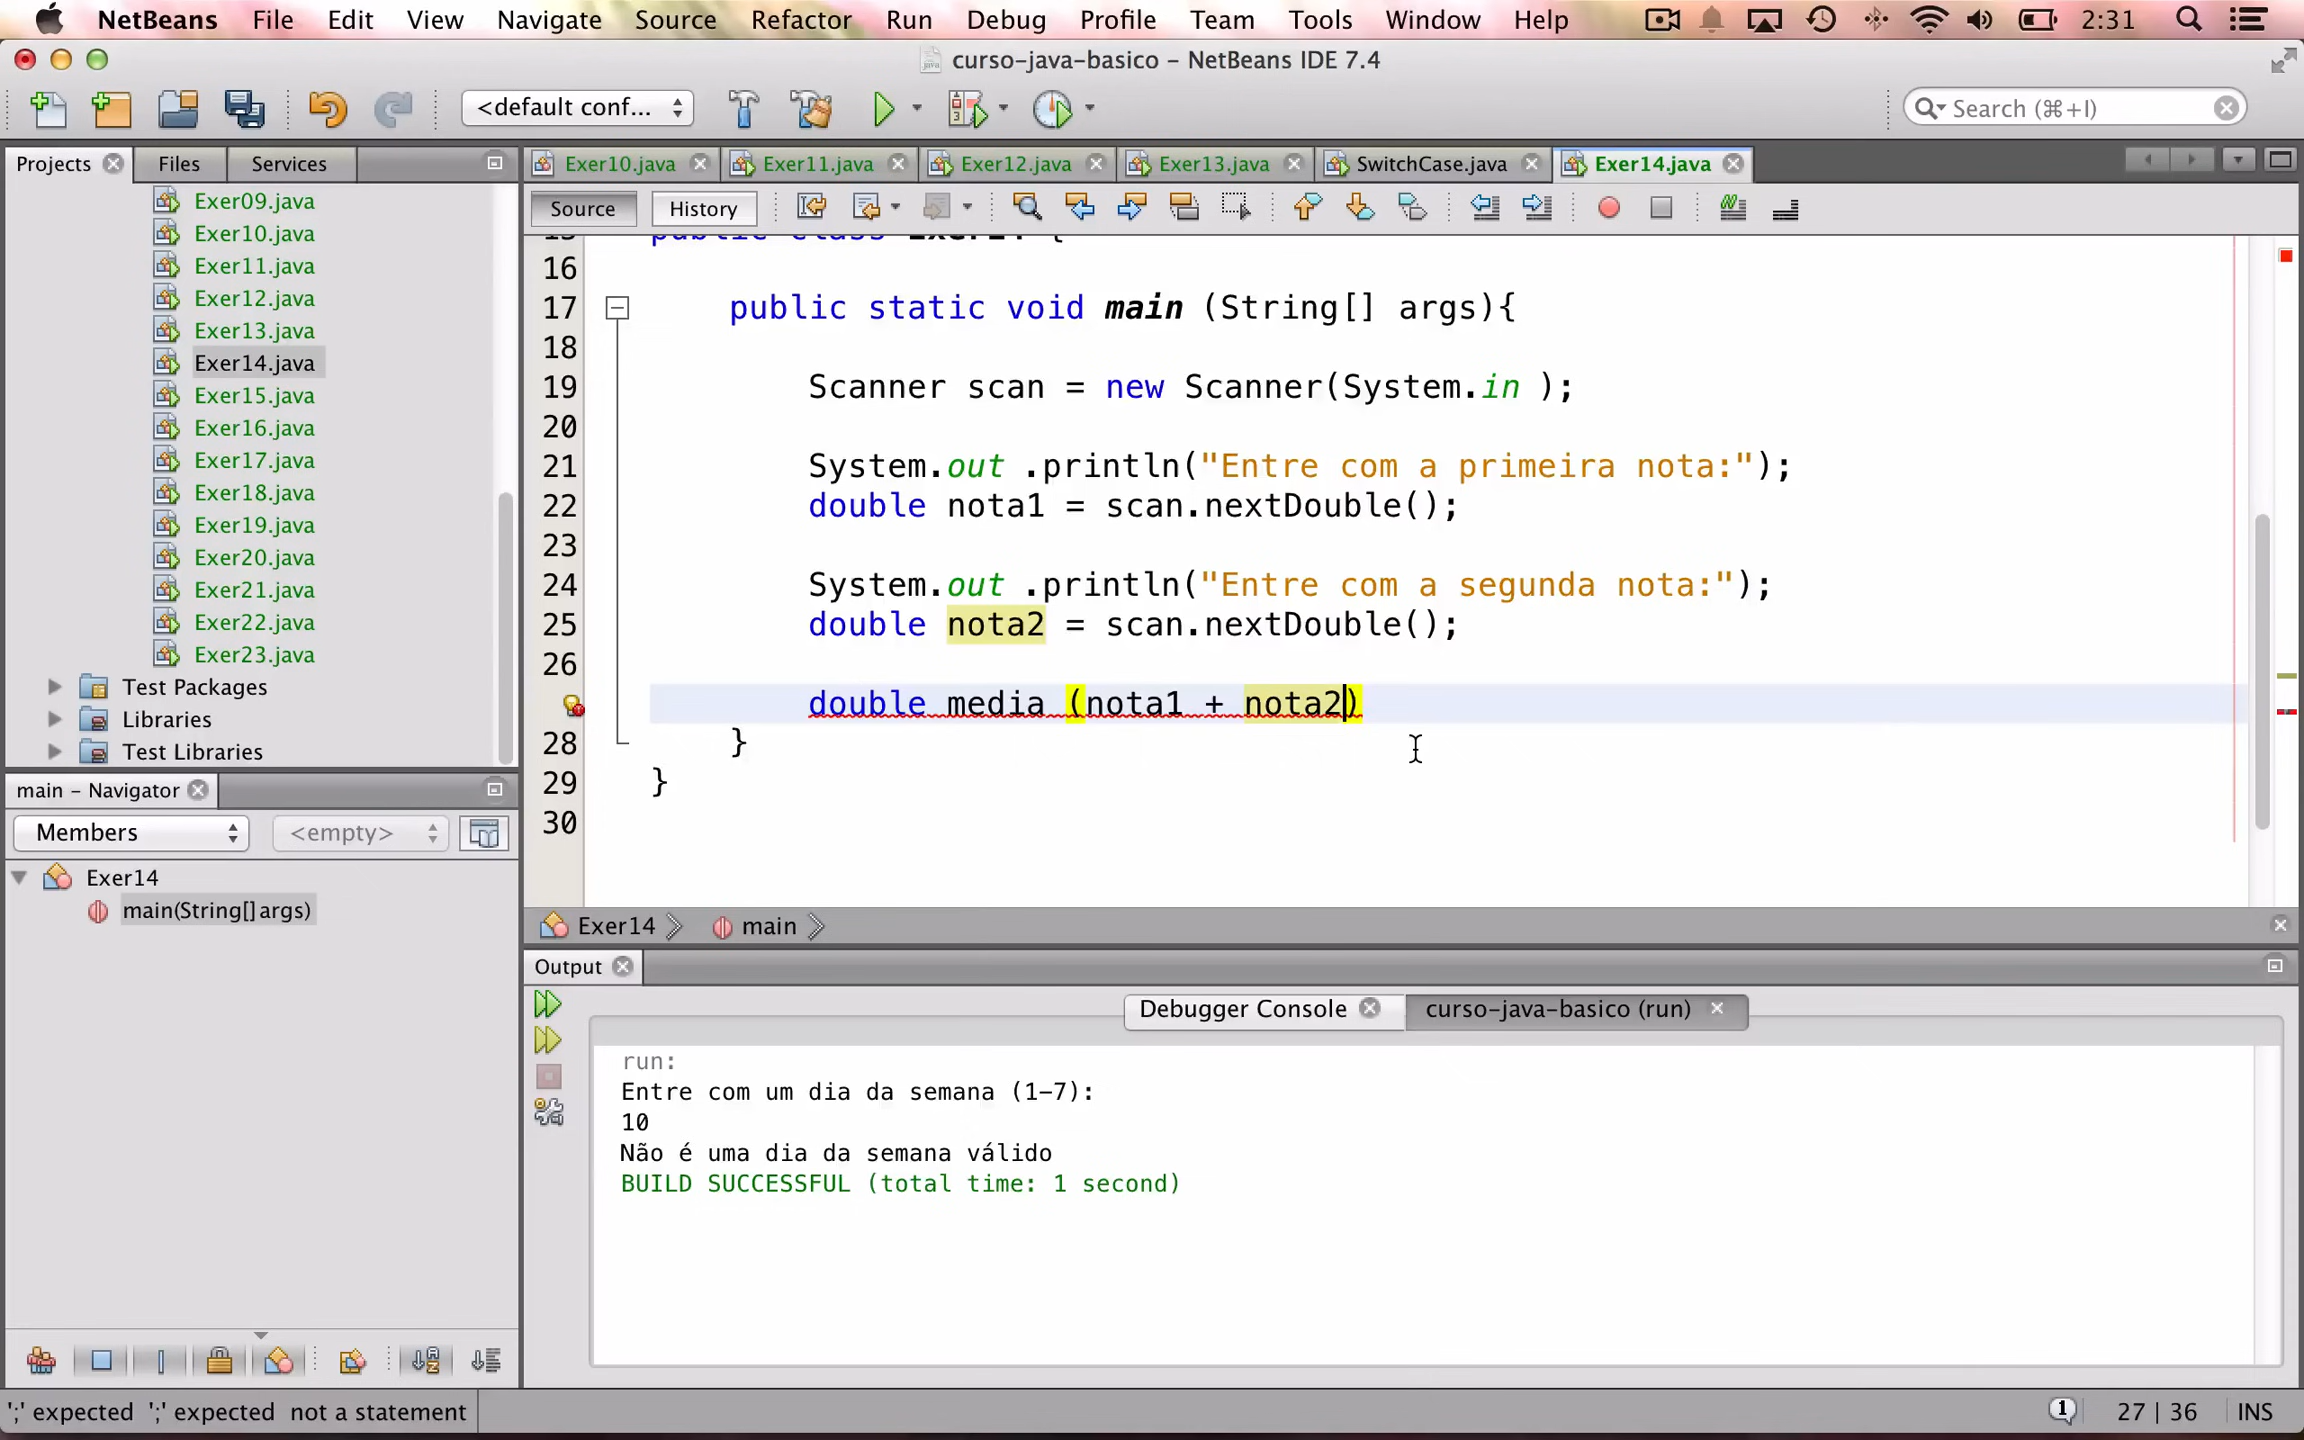 NetBeans File Edit View Navigate Source Refactor Run Debug Profile Team Tools Window Help 2:31
curso-java-basico – NetBeans IDE 7.4
<default conf... Search (⌘+I)
Projects Files Services
Exer10.java Exer11.java Exer12.java Exer13.java SwitchCase.java Exer14.java
Source History
Exer09.java
Exer10.java
Exer11.java
Exer12.java
Exer13.java
Exer14.java
Exer15.java
Exer16.java
Exer17.java
Exer18.java
Exer19.java
Exer20.java
Exer21.java
Exer22.java
Exer23.java
Test Packages
Libraries
Test Libraries
15 public class Exer14 {
16
17 public static void main (String[] args){
18
19 Scanner scan = new Scanner(System.in );
20
21 System.out .println("Entre com a primeira nota:");
22 double nota1 = scan.nextDouble();
23
24 System.out .println("Entre com a segunda nota:");
25 double nota2 = scan.nextDouble();
26
double media (nota1 + nota2)
28 }
29 }
30
main – Navigator
Members <empty>
Exer14
main(String[] args)
Exer14 main
Output
Debugger Console curso-java-basico (run)
run:
Entre com um dia da semana (1-7):
10
Não é uma dia da semana válido
BUILD SUCCESSFUL (total time: 1 second)
';' expected ';' expected not a statement
1 27 | 36 INS